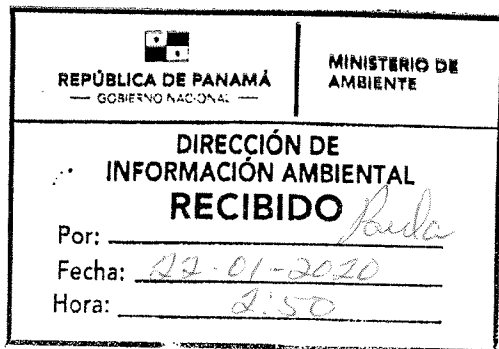 REPÚBLICA DE PANAMÁ
— GOBIERNO NACIONAL —
MINISTERIO DE
AMBIENTE
DIRECCIÓN DE
INFORMACIÓN AMBIENTAL
RECIBIDO
Por: Paula
Fecha: 22-01-2020
Hora: 2:50